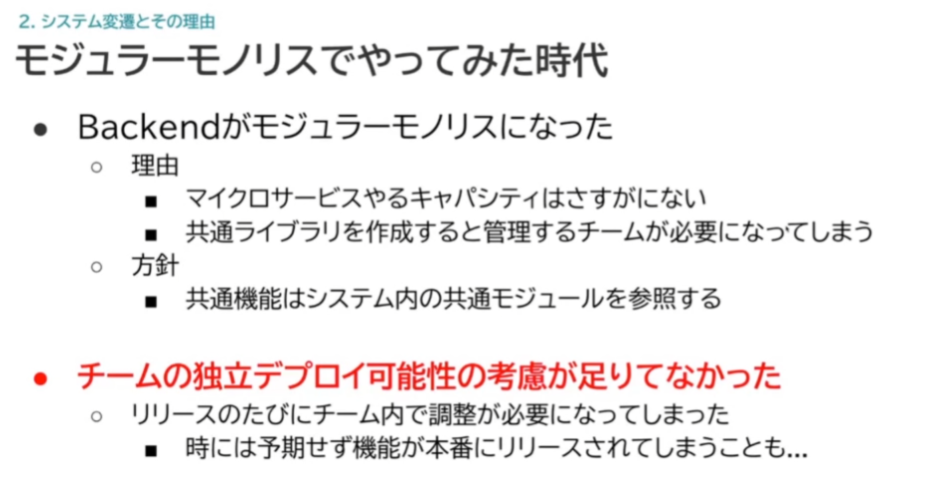 2. システム変遷とその理由
モジュラーモノリスでやってみた時代
● Backendがモジュラーモノリスになった
○ 理由
■ マイクロサービスやるキャパシティはさすがにない
■ 共通ライブラリを作成すると管理するチームが必要になってしまう
○ 方針
■ 共通機能はシステム内の共通モジュールを参照する
● チームの独立デプロイ可能性の考慮が足りてなかった
○ リリースのたびにチーム内で調整が必要になってしまった
■ 時には予期せず機能が本番にリリースされてしまうことも...